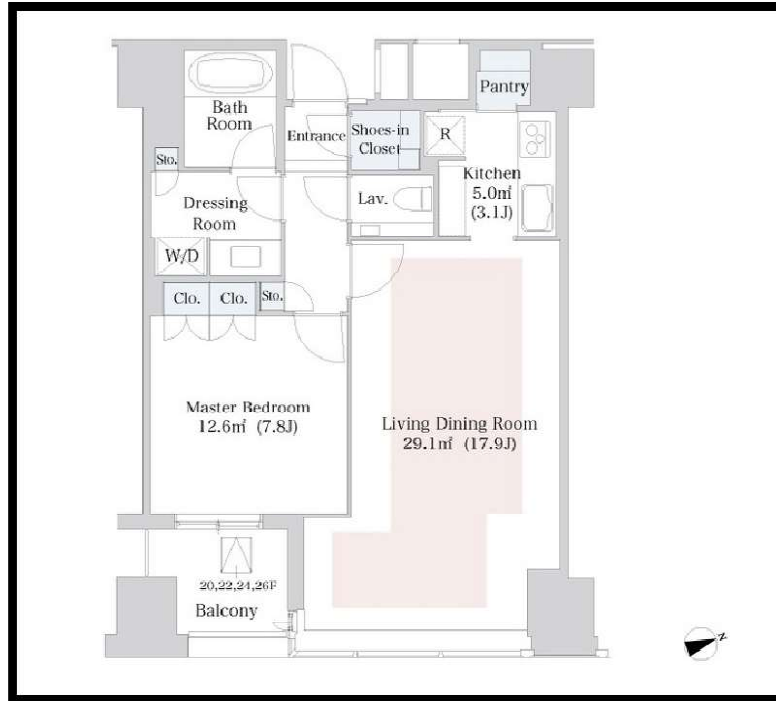 Pantry
Bath
Room
Entrance
Shoes-in
Closet
R
Kitchen
5.0㎡
(3.1J)
Sto.
Lav.
Dressing
Room
W/D
Clo.
Clo.
Sto.
Master Bedroom
12.6㎡ (7.8J)
Living Dining Room
29.1㎡ (17.9J)
20,22,24,26F
Balcony
N